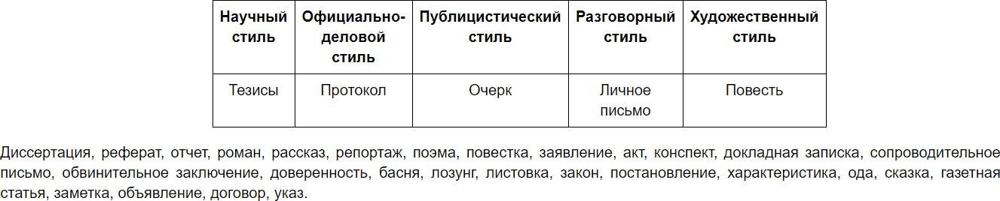 Научный стиль
Официально-деловой стиль
Публицистический стиль
Разговорный стиль
Художественный стиль
Тезисы
Протокол
Очерк
Личное письмо
Повесть
Диссертация, реферат, отчет, роман, рассказ, репортаж, поэма, повестка, заявление, акт, конспект, докладная записка, сопроводительное
письмо, обвинительное заключение, доверенность, басня, лозунг, листовка, закон, постановление, характеристика, ода, сказка, газетная
статья, заметка, объявление, договор, указ.